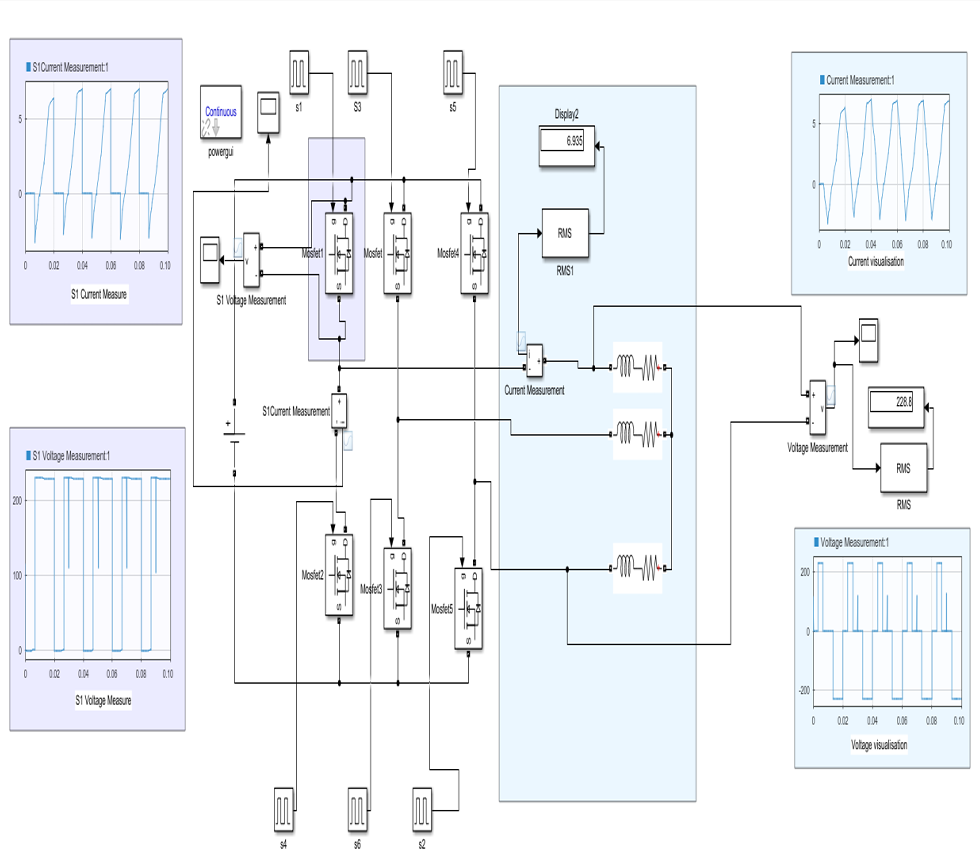 S1Current Measurement:1
5
0
0
0.02
0.04
0.06
0.08
0.10
S1 Current Measure
s1
S3
s5
Continuous
powergui
Display2
6.935
RMS
RMS1
Current Measurement:1
5
0
0
0.02
0.04
0.06
0.08
0.10
Current visualisation
Mosfet1
Mosfet
Mosfet4
g
D
S
g
D
S
g
D
S
+
v
-
S1 Voltage Measurement
i
+
-
Current Measurement
S1Current Measurement
+
-
+
+
v
-
Voltage Measurement
228.8
RMS
RMS
S1 Voltage Measurement:1
200
100
0
0
0.02
0.04
0.06
0.08
0.10
S1 Voltage Measure
Mosfet2
Mosfet3
Mosfet5
g
D
S
g
D
S
g
D
S
Voltage Measurement:1
200
0
-200
0
0.02
0.04
0.06
0.08
0.10
Voltage visualisation
s4
s6
s2